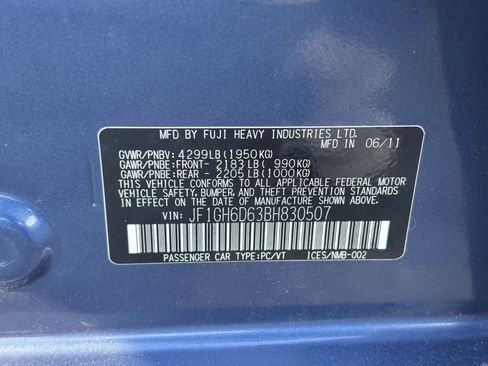 MFD BY FUJI HEAVY INDUSTRIES LTD.
MFD IN 06/11
GVWR/PNBV: 4299LB(1950KG)
GAWR/PNBE:FRONT- 2183LB( 990KG)
GAWR/PNBE:REAR - 2205LB(1000KG)
THIS VEHICLE CONFORMS TO ALL APPLICABLE FEDERAL MOTOR
VEHICLE SAFETY, BUMPER, AND THEFT PREVENTION STANDARDS
IN EFFECT ON THE DATE OF MANUFACTURE SHOWN ABOVE.
VIN: JF1GH6D63BH830507
PASSENGER CAR TYPE:PC/VT ICES/NMB-002